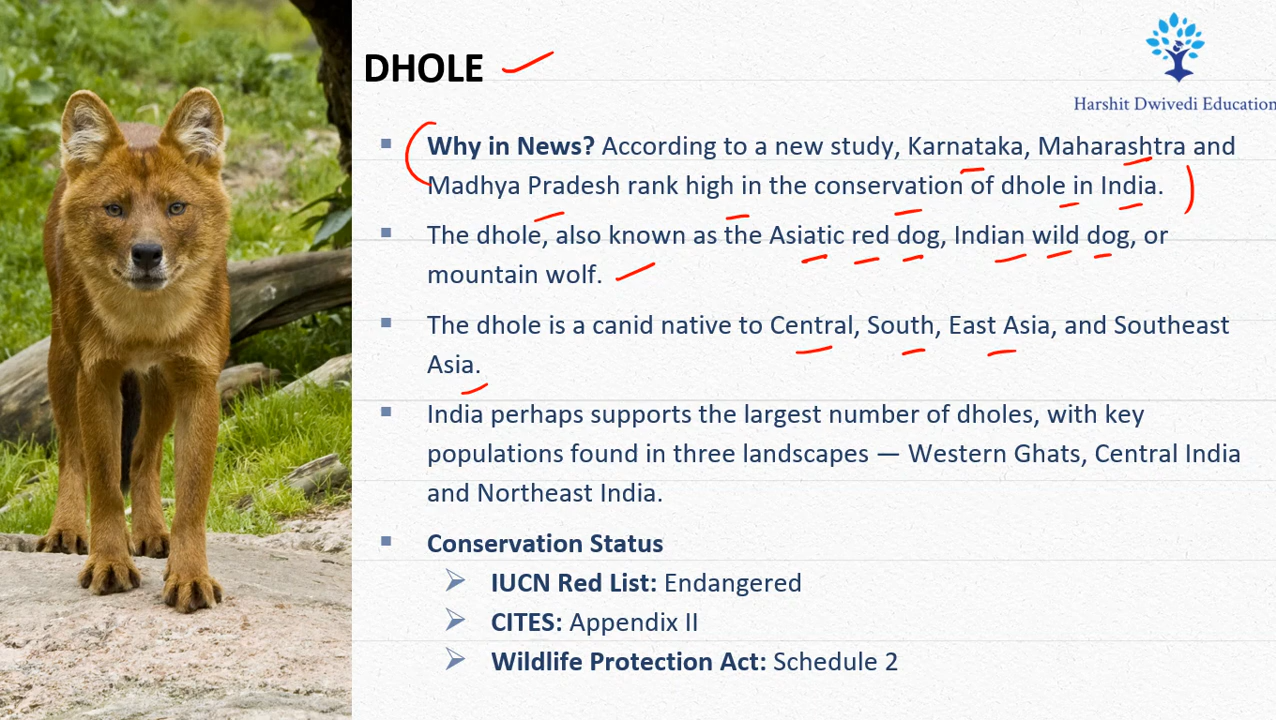 DHOLE
Harshit Dwivedi Education
▪ Why in News? According to a new study, Karnataka, Maharashtra and
Madhya Pradesh rank high in the conservation of dhole in India.
▪ The dhole, also known as the Asiatic red dog, Indian wild dog, or
mountain wolf.
▪ The dhole is a canid native to Central, South, East Asia, and Southeast
Asia.
▪ India perhaps supports the largest number of dholes, with key
populations found in three landscapes — Western Ghats, Central India
and Northeast India.
▪ Conservation Status
➢ IUCN Red List: Endangered
➢ CITES: Appendix II
➢ Wildlife Protection Act: Schedule 2